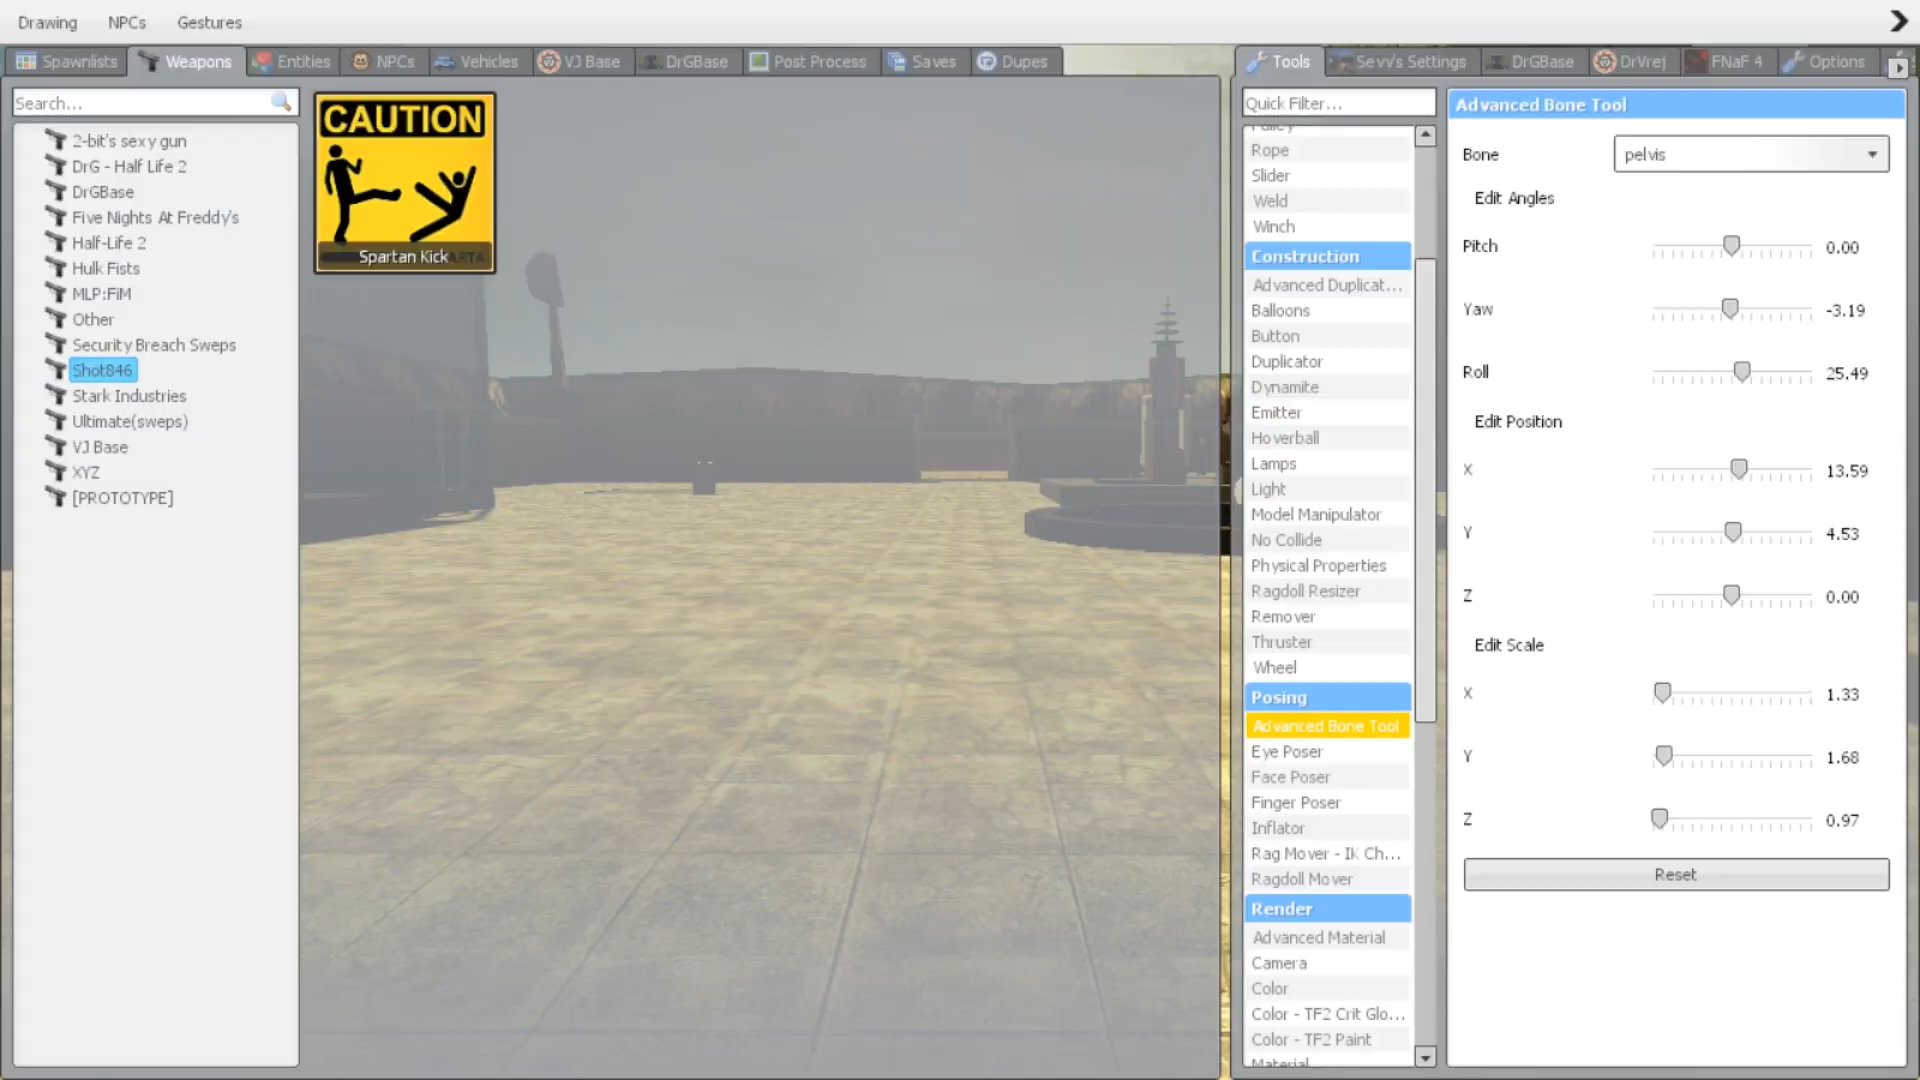 Drawing NPCs Gestures
Spawnlists Weapons Entities NPCs Vehicles VJ Base DrGBase Post Process Saves Dupes
Tools Sevv's Settings DrGBase DrVrej FNaF 4 Options
Search...
2-bit's sexy gun
DrG - Half Life 2
DrGBase
Five Nights At Freddy's
Half-Life 2
Hulk Fists
MLP:FiM
Other
Security Breach Sweps
Shot846
Stark Industries
Ultimate(sweps)
VJ Base
XYZ
[PROTOTYPE]
CAUTION
Spartan Kick
Quick Filter...
Pulley
Rope
Slider
Weld
Winch
Construction
Advanced Duplicat...
Balloons
Button
Duplicator
Dynamite
Emitter
Hoverball
Lamps
Light
Model Manipulator
No Collide
Physical Properties
Ragdoll Resizer
Remover
Thruster
Wheel
Posing
Advanced Bone Tool
Eye Poser
Face Poser
Finger Poser
Inflator
Rag Mover - IK Ch...
Ragdoll Mover
Render
Advanced Material
Camera
Color
Color - TF2 Crit Glo...
Color - TF2 Paint
Material
Advanced Bone Tool
Bone pelvis
Edit Angles
Pitch 0.00
Yaw -3.19
Roll 25.49
Edit Position
X 13.59
Y 4.53
Z 0.00
Edit Scale
X 1.33
Y 1.68
Z 0.97
Reset